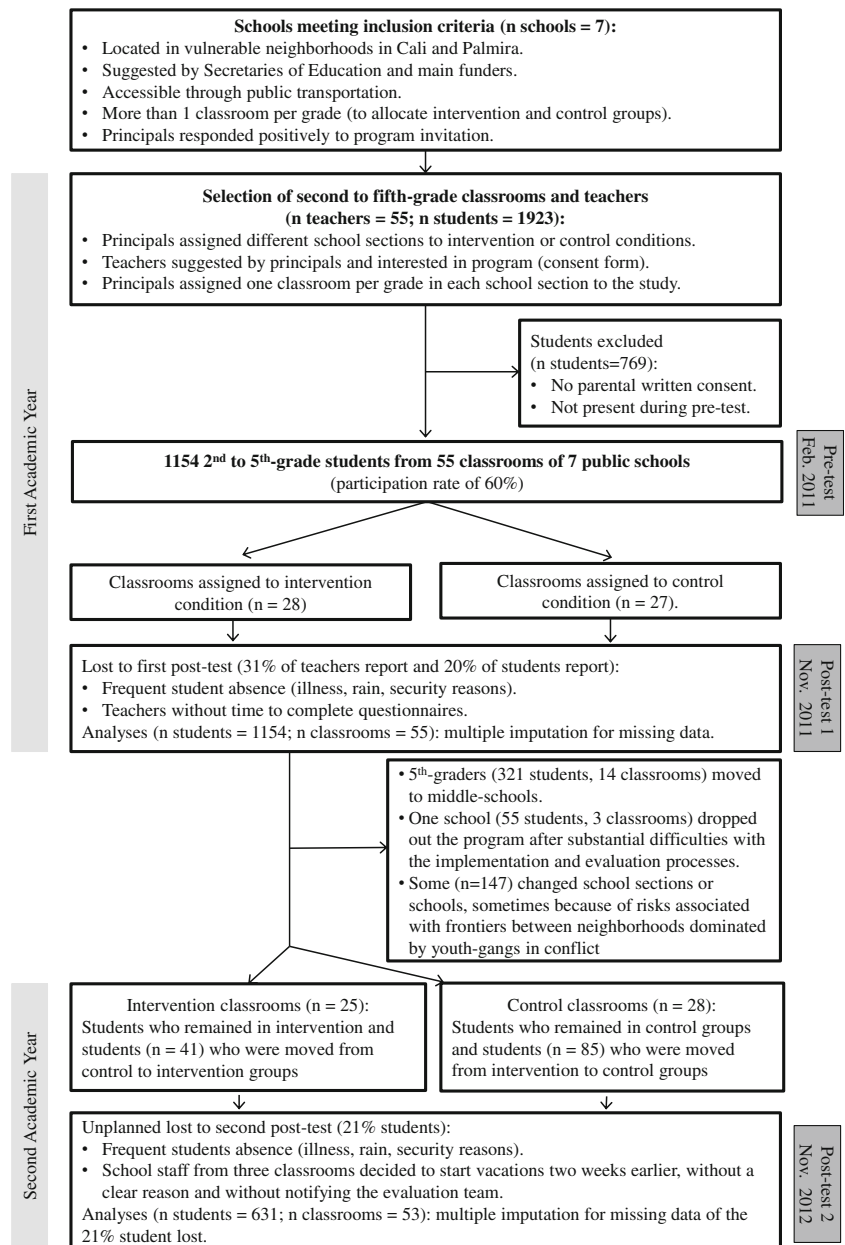 Schools meeting inclusion criteria (n schools = 7):
• Located in vulnerable neighborhoods in Cali and Palmira.
• Suggested by Secretaries of Education and main funders.
• Accessible through public transportation.
• More than 1 classroom per grade (to allocate intervention and control groups).
• Principals responded positively to program invitation.
First Academic Year
Selection of second to fifth-grade classrooms and teachers
(n teachers = 55; n students = 1923):
• Principals assigned different school sections to intervention or control conditions.
• Teachers suggested by principals and interested in program (consent form).
• Principals assigned one classroom per grade in each school section to the study.
Students excluded
(n students=769):
• No parental written consent.
• Not present during pre-test.
1154 2nd to 5th-grade students from 55 classrooms of 7 public schools
(participation rate of 60%)
Pre-test
Feb. 2011
Classrooms assigned to intervention
condition (n = 28)
Classrooms assigned to control
condition (n = 27).
Lost to first post-test (31% of teachers report and 20% of students report):
• Frequent student absence (illness, rain, security reasons).
• Teachers without time to complete questionnaires.
Analyses (n students = 1154; n classrooms = 55): multiple imputation for missing data.
Post-test 1
Nov. 2011
• 5th-graders (321 students, 14 classrooms) moved
to middle-schools.
• One school (55 students, 3 classrooms) dropped
out the program after substantial difficulties with
the implementation and evaluation processes.
• Some (n=147) changed school sections or
schools, sometimes because of risks associated
with frontiers between neighborhoods dominated
by youth-gangs in conflict
Second Academic Year
Intervention classrooms (n = 25):
Students who remained in intervention and
students (n = 41) who were moved from
control to intervention groups
Control classrooms (n = 28):
Students who remained in control groups
and students (n = 85) who were moved
from intervention to control groups
Unplanned lost to second post-test (21% students):
• Frequent students absence (illness, rain, security reasons).
• School staff from three classrooms decided to start vacations two weeks earlier, without a
clear reason and without notifying the evaluation team.
Analyses (n students = 631; n classrooms = 53): multiple imputation for missing data of the
21% student lost.
Post-test 2
Nov. 2012